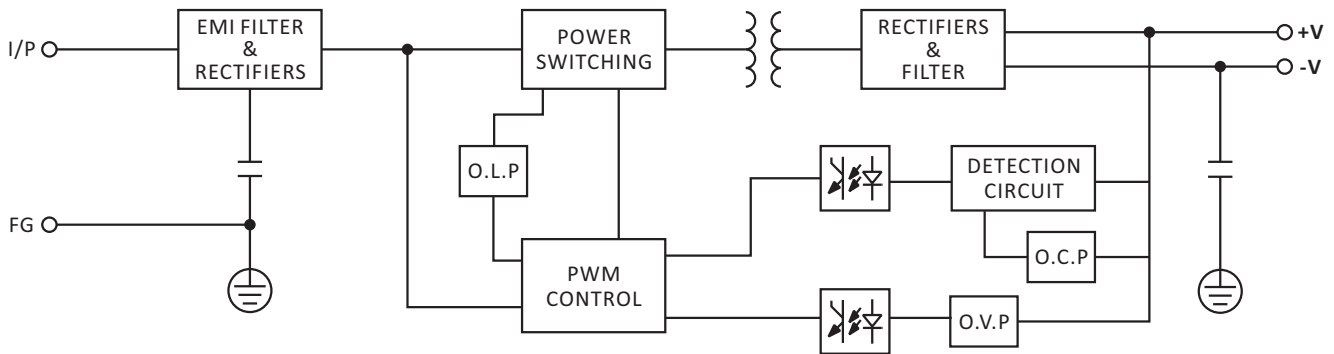 I/P
EMI FILTER
&
RECTIFIERS
POWER
SWITCHING
RECTIFIERS
&
FILTER
+V
-V
O.L.P
DETECTION
CIRCUIT
FG
O.C.P
PWM
CONTROL
O.V.P